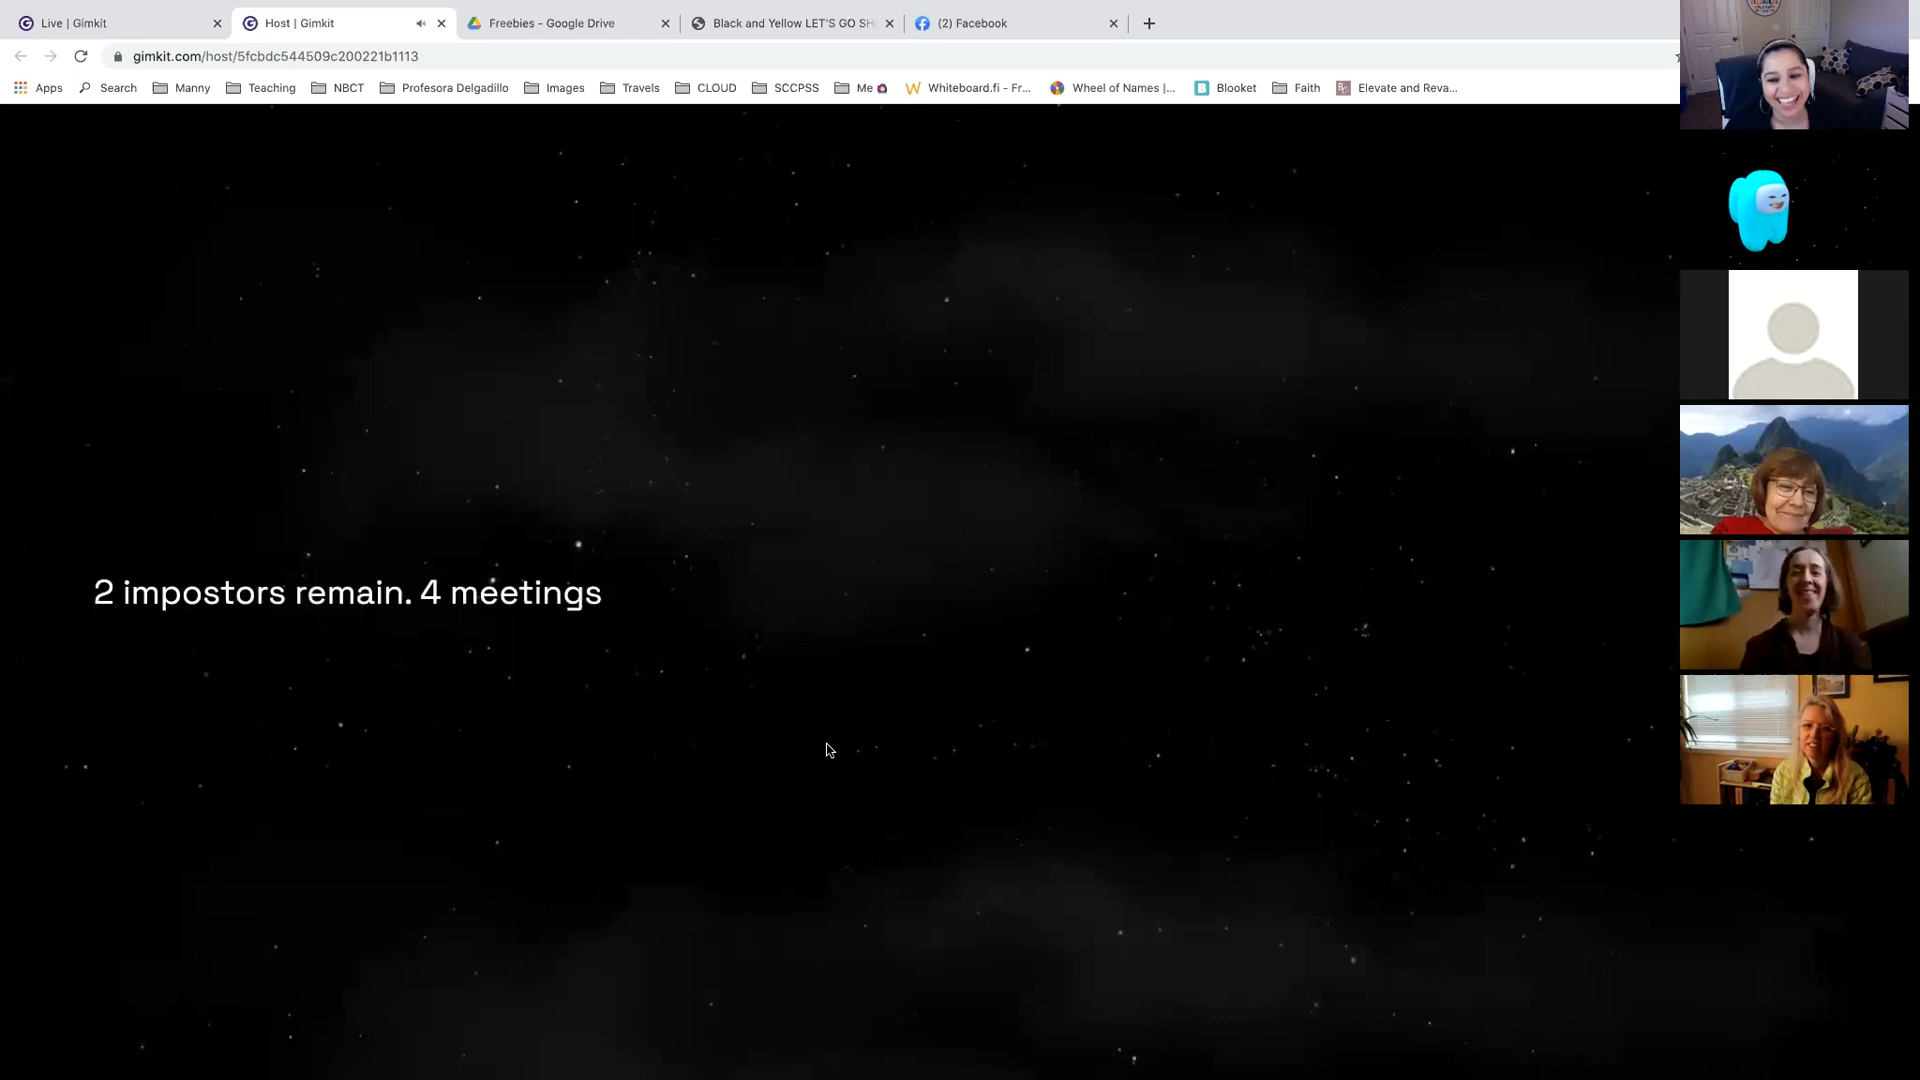 Live | Gimkit
Host | Gimkit
Freebies - Google Drive
Black and Yellow LET'S GO SH
(2) Facebook
gimkit.com/host/5fcbdc544509c200221b1113
Apps Search Manny Teaching NBCT Profesora Delgadillo Images Travels CLOUD SCCPSS Me Whiteboard.fi - Fr... Wheel of Names |... Blooket Faith Elevate and Reva...
2 impostors remain. 4 meetings